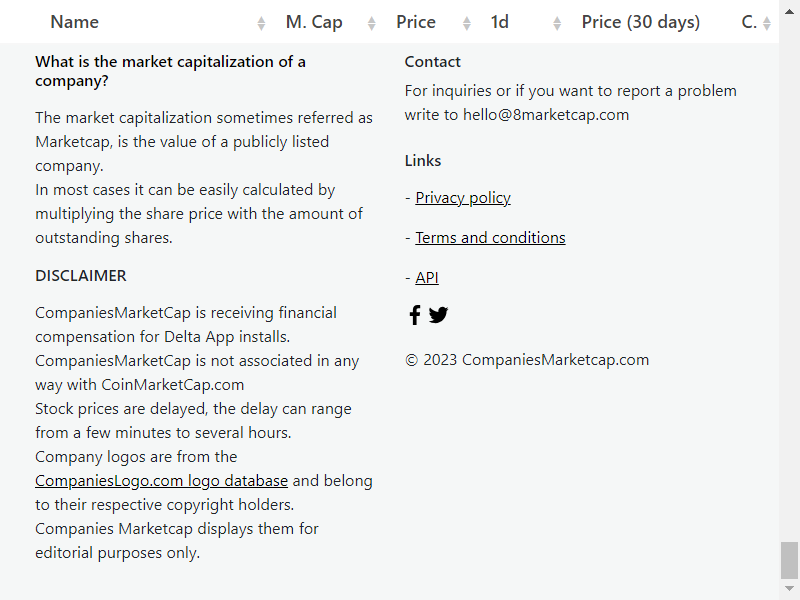 Name M. Cap Price 1d Price (30 days) C.
What is the market capitalization of a
company?
The market capitalization sometimes referred as
Marketcap, is the value of a publicly listed
company.
In most cases it can be easily calculated by
multiplying the share price with the amount of
outstanding shares.
DISCLAIMER
CompaniesMarketCap is receiving financial
compensation for Delta App installs.
CompaniesMarketCap is not associated in any
way with CoinMarketCap.com
Stock prices are delayed, the delay can range
from a few minutes to several hours.
Company logos are from the
CompaniesLogo.com logo database and belong
to their respective copyright holders.
Companies Marketcap displays them for
editorial purposes only.
Contact
For inquiries or if you want to report a problem
write to hello@8marketcap.com
Links
- Privacy policy
- Terms and conditions
- API
© 2023 CompaniesMarketcap.com